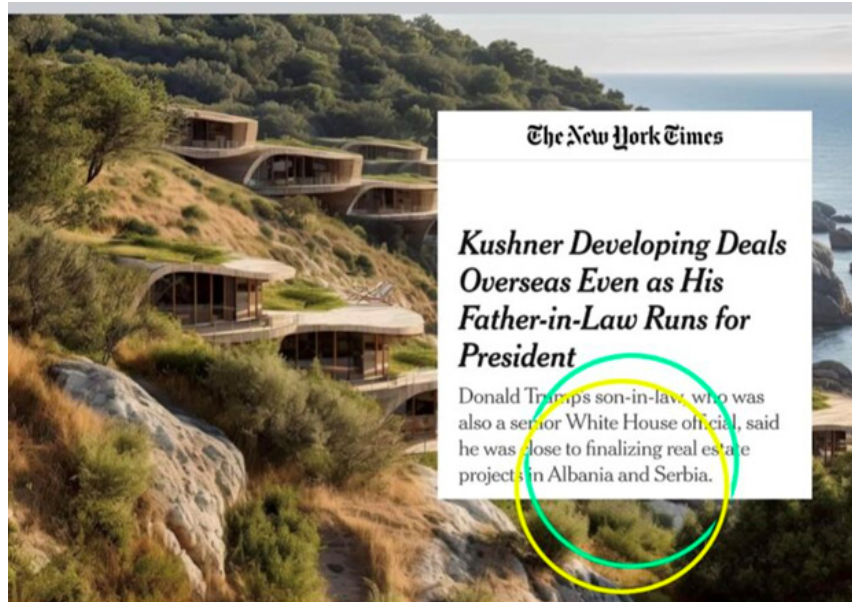 The New York Times
Kushner Developing Deals
Overseas Even as His
Father-in-Law Runs for
President
Donald Trump's son-in-law, who was
also a senior White House official, said
he was close to finalizing real estate
projects in Albania and Serbia.